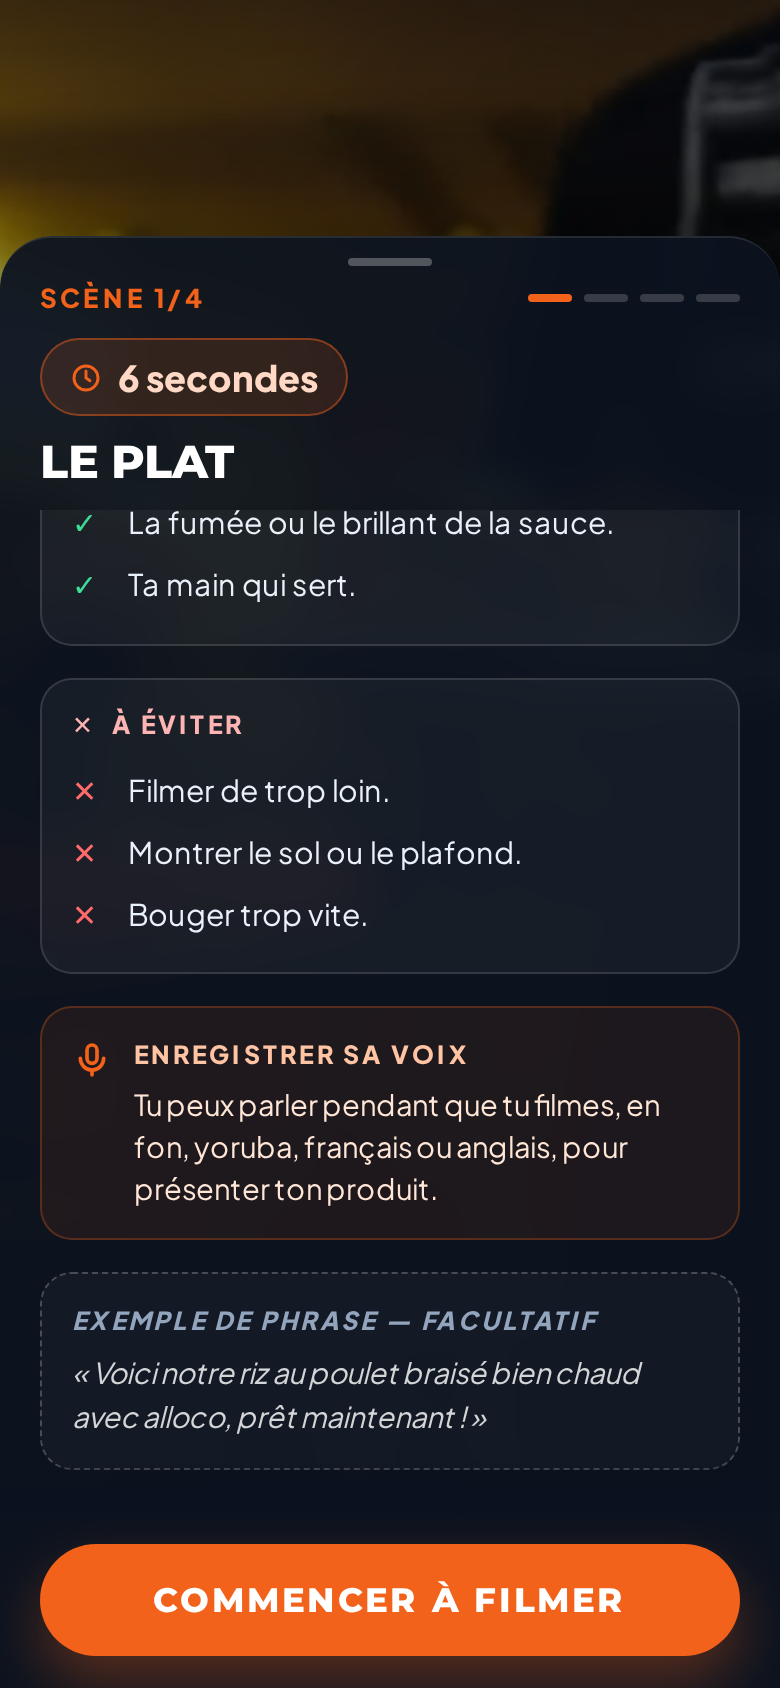 SCÈNE 1/4
6 secondes
LE PLAT
✓ La fumée ou le brillant de la sauce.
✓ Ta main qui sert.
✕ À ÉVITER
✕ Filmer de trop loin.
✕ Montrer le sol ou le plafond.
✕ Bouger trop vite.
ENREGISTRER SA VOIX
Tu peux parler pendant que tu filmes, en
fon, yoruba, français ou anglais, pour
présenter ton produit.
EXEMPLE DE PHRASE — FACULTATIF
« Voici notre riz au poulet braisé bien chaud
avec alloco, prêt maintenant ! »
COMMENCER À FILMER